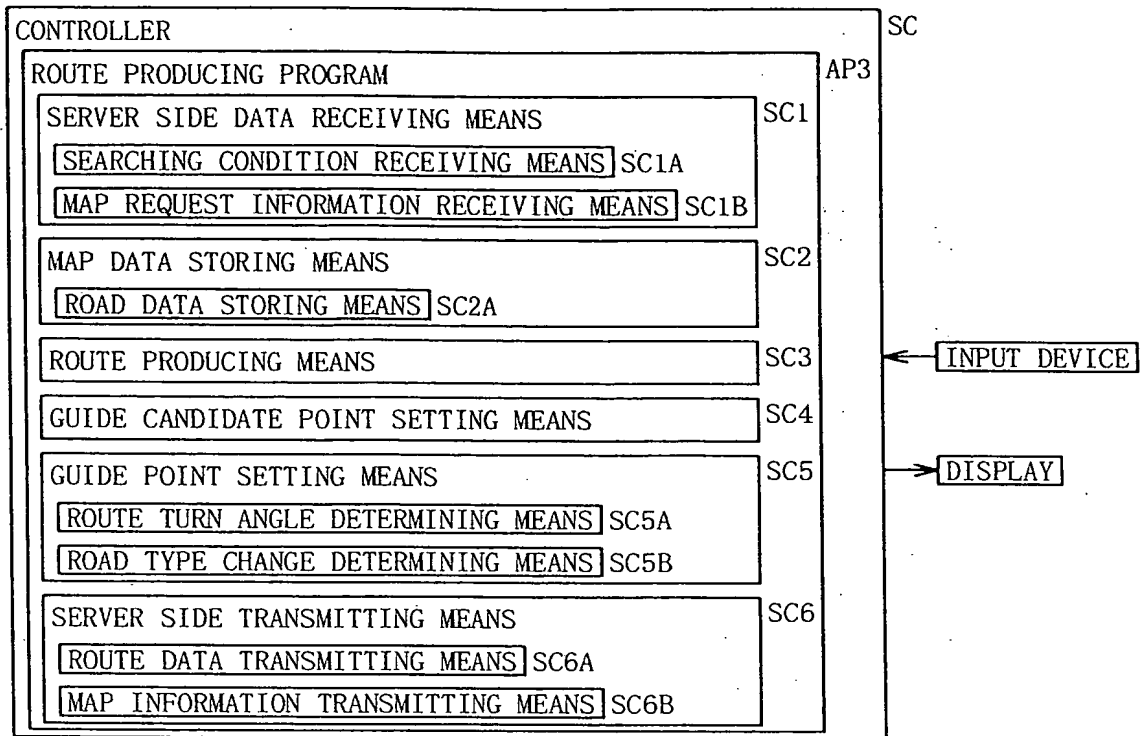 CONTROLLER SC
ROUTE PRODUCING PROGRAM AP3
SERVER SIDE DATA RECEIVING MEANS SC1
SEARCHING CONDITION RECEIVING MEANS SC1A
MAP REQUEST INFORMATION RECEIVING MEANS SC1B
MAP DATA STORING MEANS SC2
ROAD DATA STORING MEANS SC2A
ROUTE PRODUCING MEANS SC3
INPUT DEVICE
GUIDE CANDIDATE POINT SETTING MEANS SC4
GUIDE POINT SETTING MEANS SC5
DISPLAY
ROUTE TURN ANGLE DETERMINING MEANS SC5A
ROAD TYPE CHANGE DETERMINING MEANS SC5B
SERVER SIDE TRANSMITTING MEANS SC6
ROUTE DATA TRANSMITTING MEANS SC6A
MAP INFORMATION TRANSMITTING MEANS SC6B